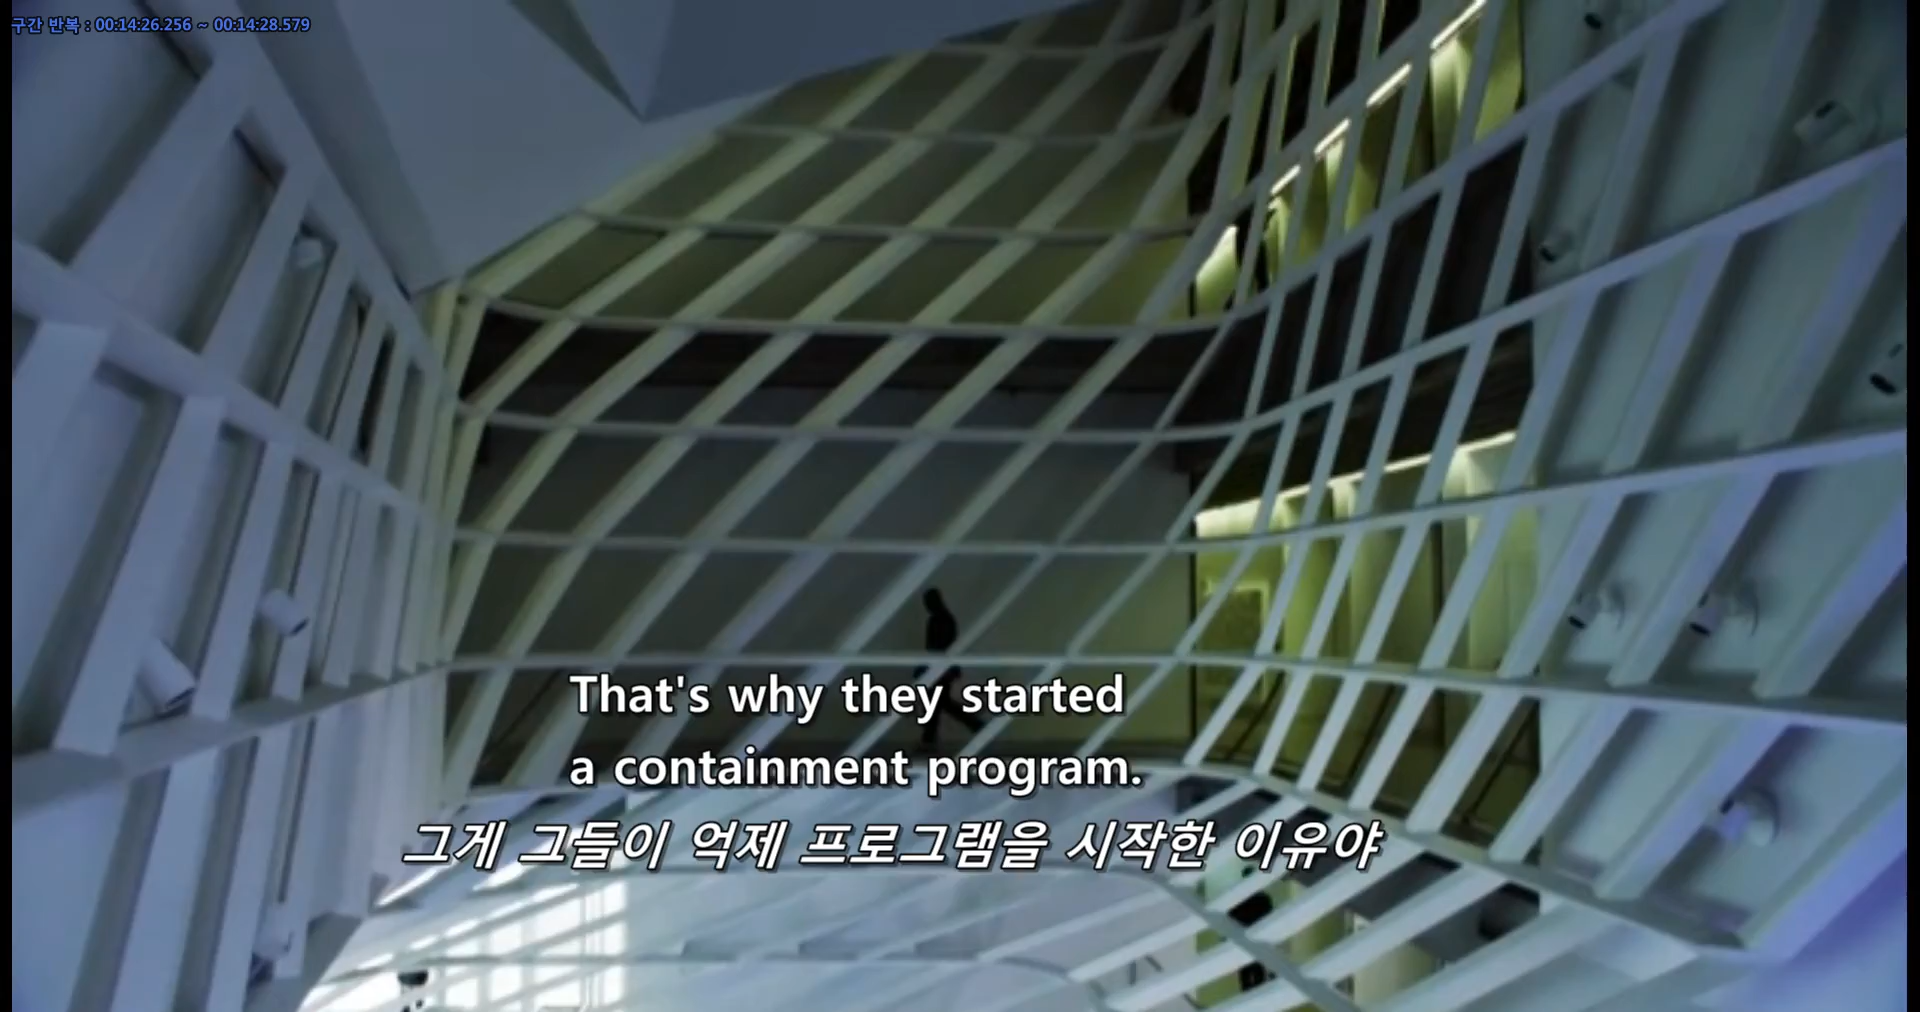 구간 반복 : 00:14:26.256 ~ 00:14:28.579
That's why they started
a containment program.
그게 그들이 억제 프로그램을 시작한 이유야